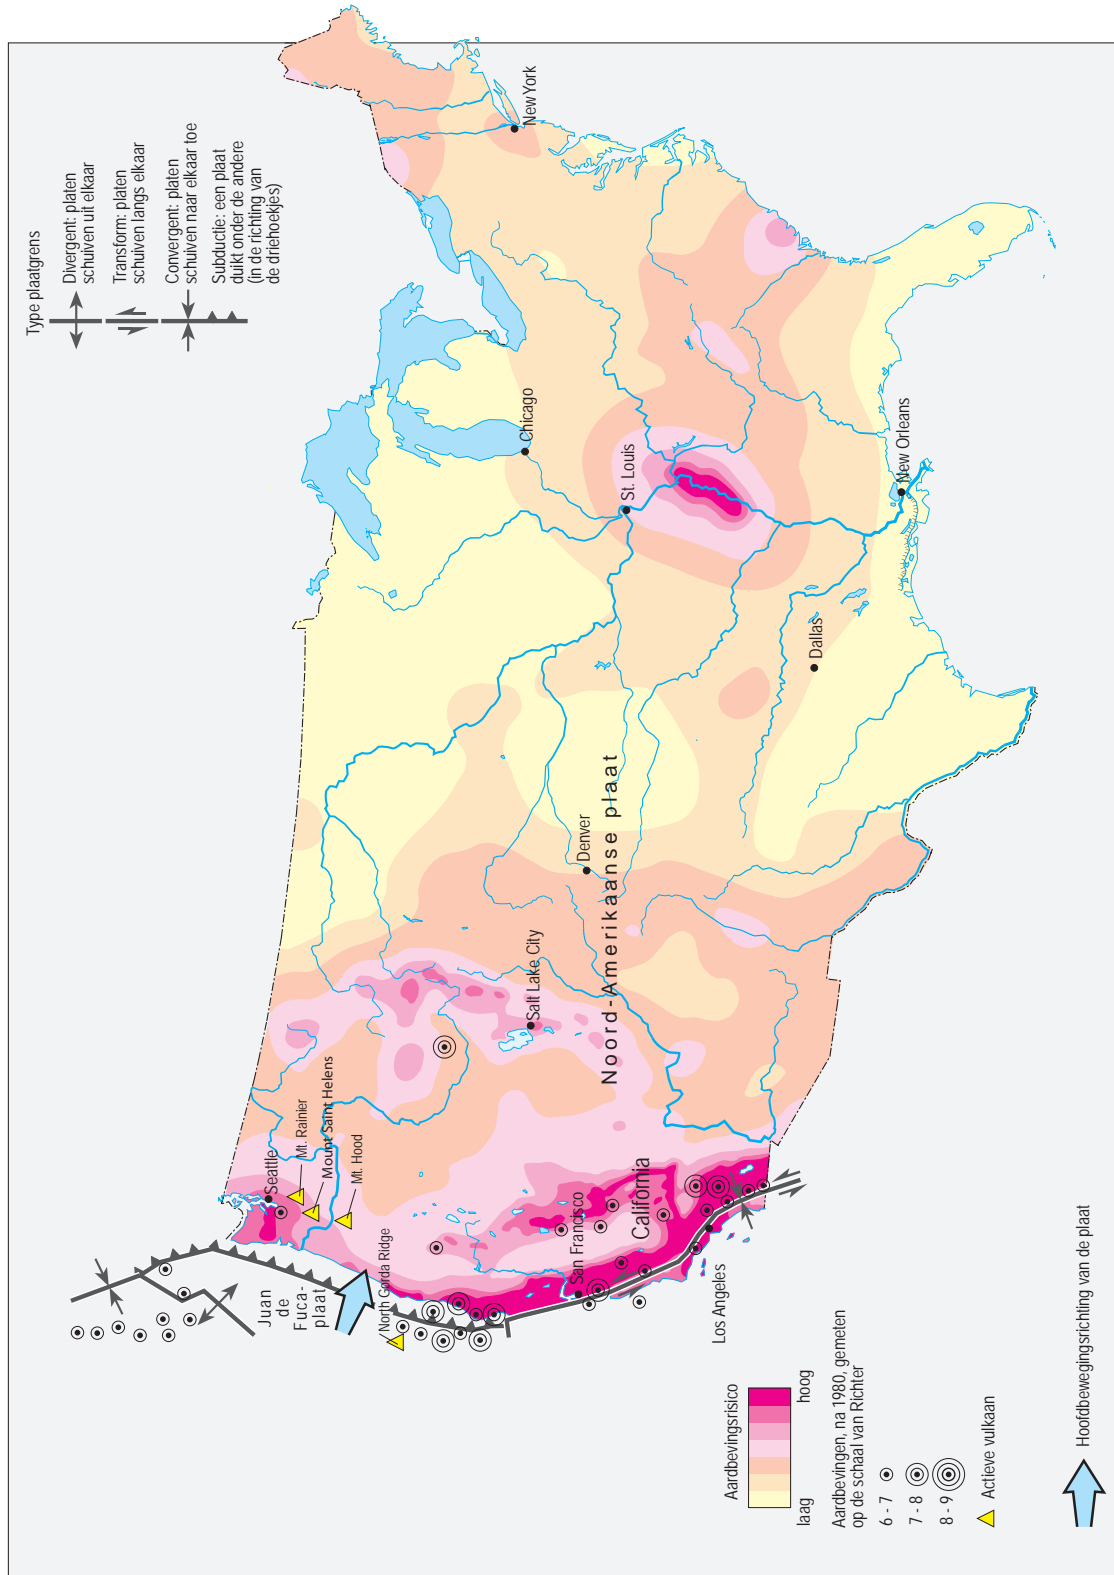 Type plaatgrens
Divergent: platen
schuiven uit elkaar
Transform: platen
schuiven langs elkaar
Convergent: platen
schuiven naar elkaar toe
Subductie: een plaat
duikt onder de andere
(in de richting van
de driehoekjes)
Juan
de
Fuca-
plaat
North Gorda Ridge
Seattle
Mt. Rainier
Mount Saint Helens
Mt. Hood
San Francisco
California
Los Angeles
Salt Lake City
Denver
Noord-Amerikaanse plaat
Dallas
Chicago
St. Louis
New Orleans
New York
Aardbevingsrisico
laag
hoog
Aardbevingen, na 1980, gemeten
op de schaal van Richter
6 - 7
7 - 8
8 - 9
Actieve vulkaan
Hoofdbewegingsrichting van de plaat